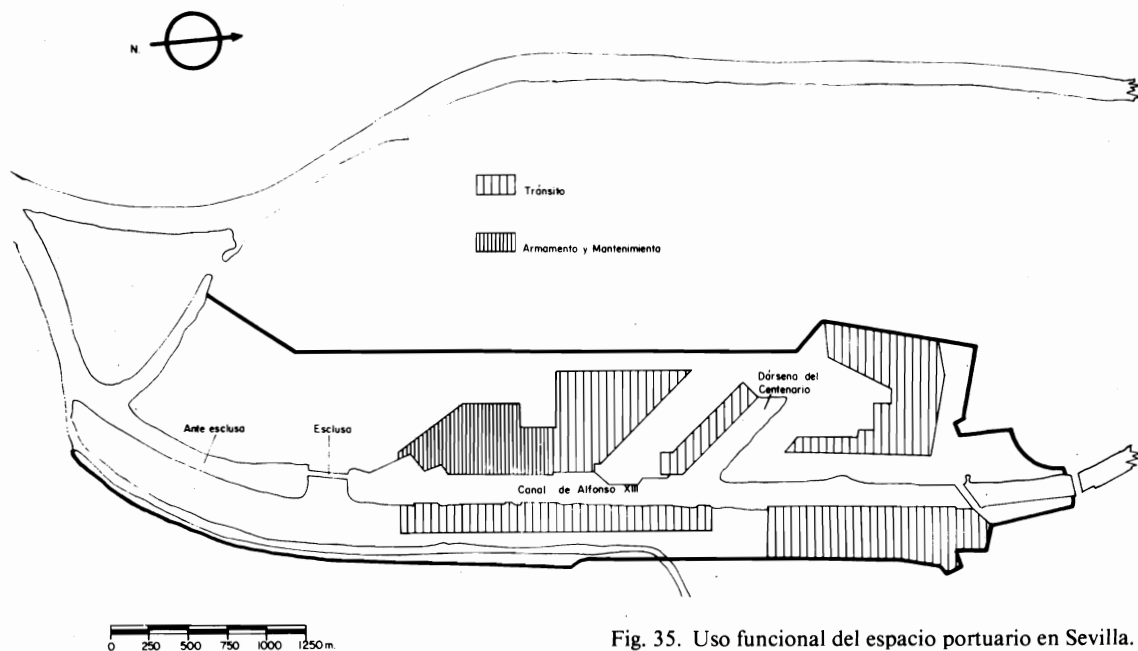 N.
Tránsito
Armamento y Mantenimiento
Dársena del
Centenario
Ante esclusa
Esclusa
Canal de Alfonso XIII
0 250 500 750 1000 1250 m.
Fig. 35. Uso funcional del espacio portuario en Sevilla.